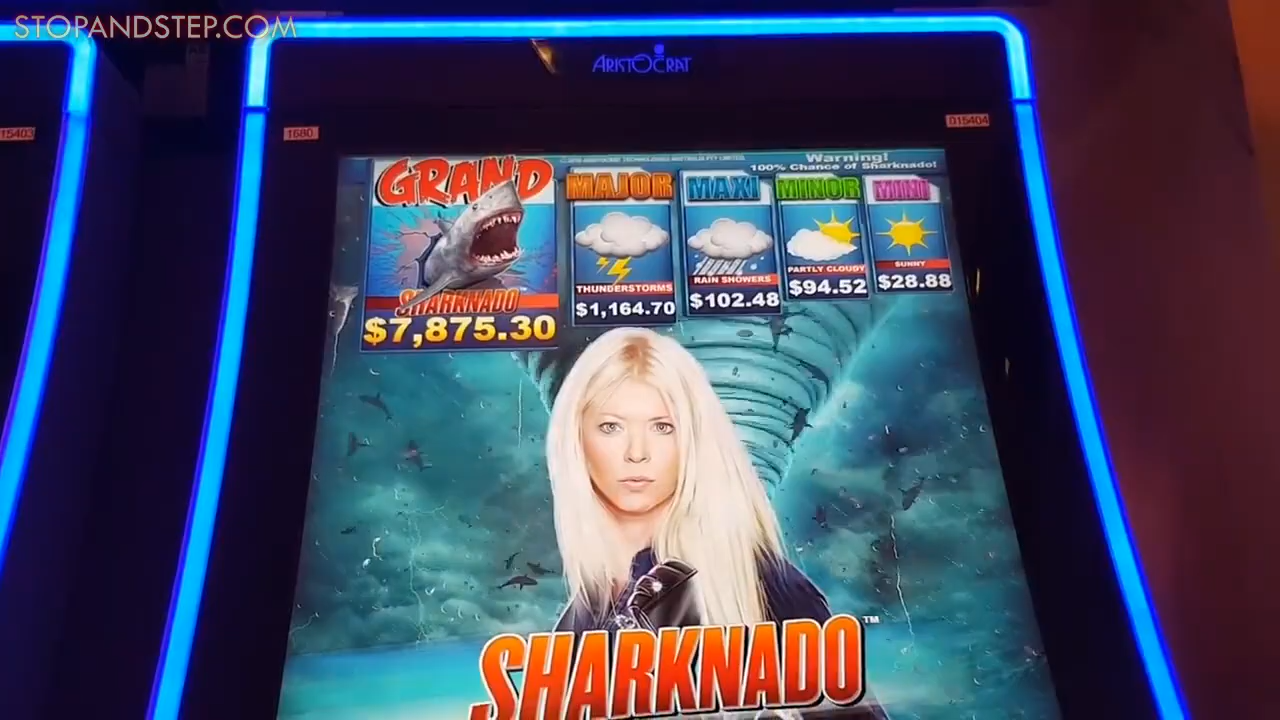 STOPANDSTEP.COM
ARISTOCRAT
15403
1680
015404
Warning!
100% Chance of Sharknado!
GRAND
MAJOR
MAXI
MINOR
MINI
SHARKNADO
$7,875.30
THUNDERSTORMS
$1,164.70
RAIN SHOWERS
$102.48
PARTLY CLOUDY
$94.52
SUNNY
$28.88
SHARKNADO™